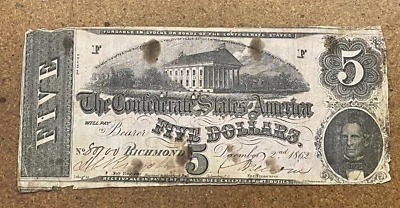 FUNDABLE IN STOCKS OR BONDS OF THE CONFEDERATE STATES.
F F
5
FIVE
The Confederate States of America
WILL PAY Bearer
FIVE DOLLARS.
RICHMOND December 2nd 1862
5
RECEIVABLE IN PAYMENT OF ALL DUES EXCEPT EXPORT DUTIES